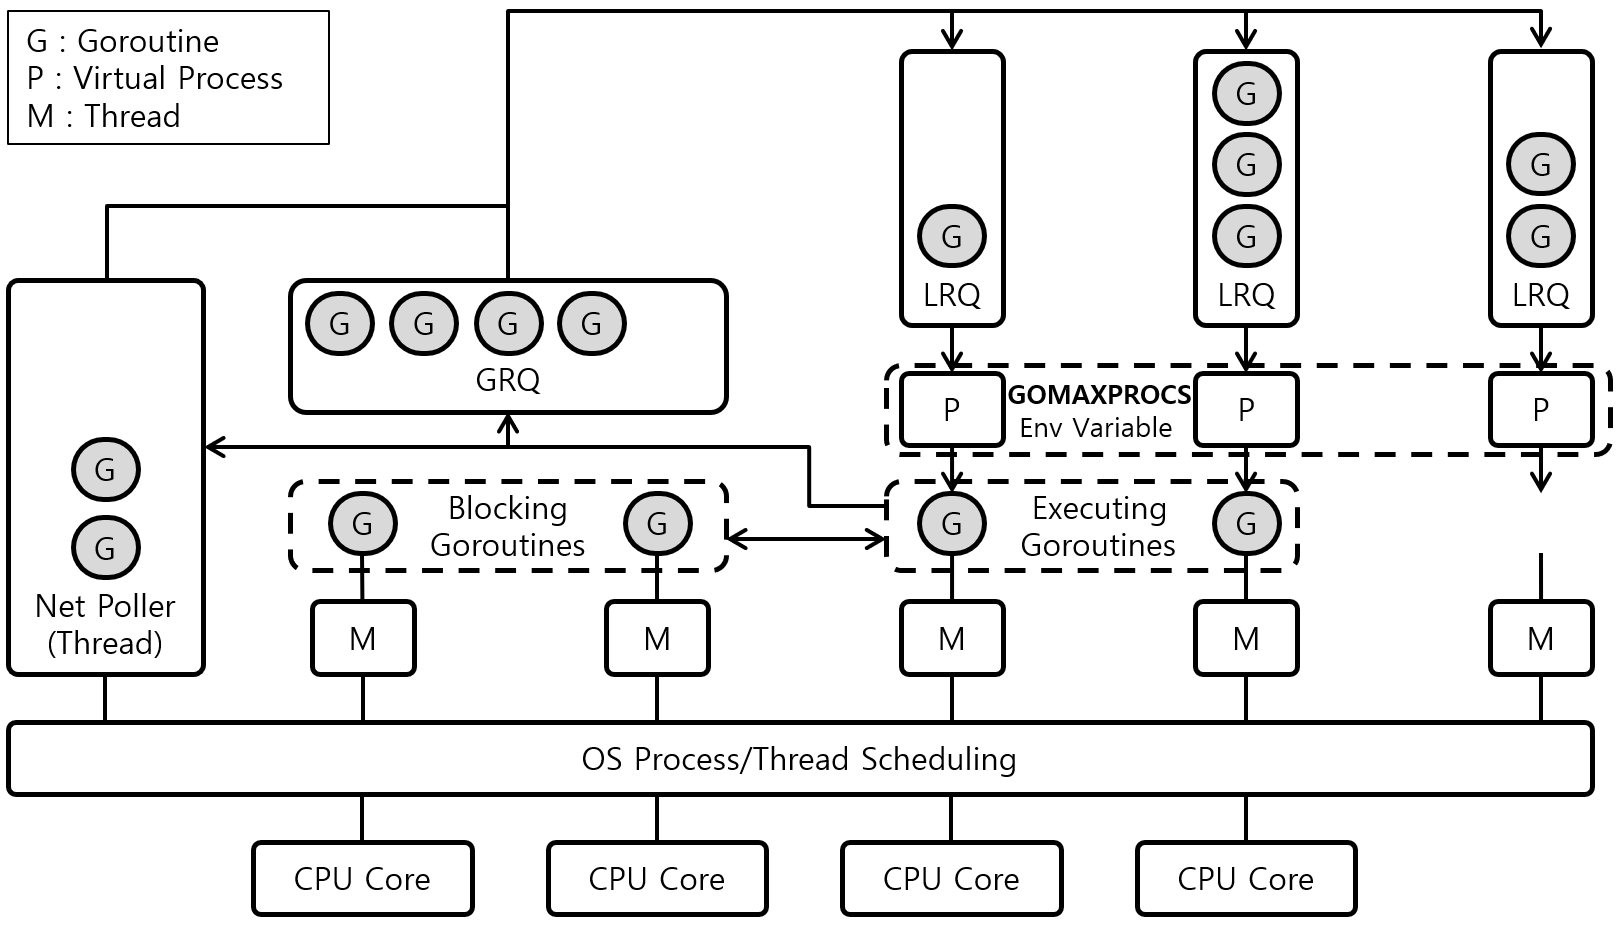 G : Goroutine
P : Virtual Process
M : Thread
G
G
G
G
G
G
LRQ
LRQ
LRQ
G
G
G
G
GRQ
P
GOMAXPROCS
Env Variable
P
P
G
G
Net Poller
(Thread)
G
Blocking
Goroutines
G
G
Executing
Goroutines
G
M
M
M
M
M
OS Process/Thread Scheduling
CPU Core
CPU Core
CPU Core
CPU Core